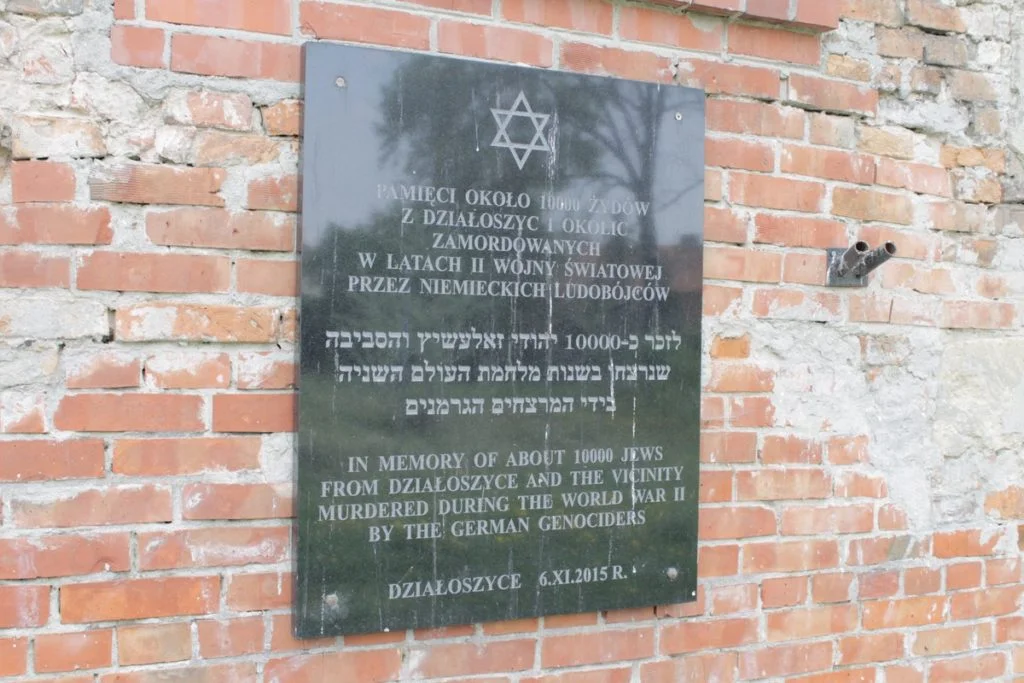 PAMIĘCI OKOŁO 10000 ŻYDÓW
Z DZIAŁOSZYC I OKOLIC
ZAMORDOWANYCH
W LATACH II WOJNY ŚWIATOWEJ
PRZEZ NIEMIECKICH LUDOBÓJCÓW
לזכר כ-10000 יהודי זאלעשיץ והסביבה
שנרצחו בשנות מלחמת העולם השניה
בידי המרצחים הגרמנים
IN MEMORY OF ABOUT 10000 JEWS
FROM DZIAŁOSZYCE AND THE VICINITY
MURDERED DURING THE WORLD WAR II
BY THE GERMAN GENOCIDERS
DZIAŁOSZYCE 6.XI.2015 R.